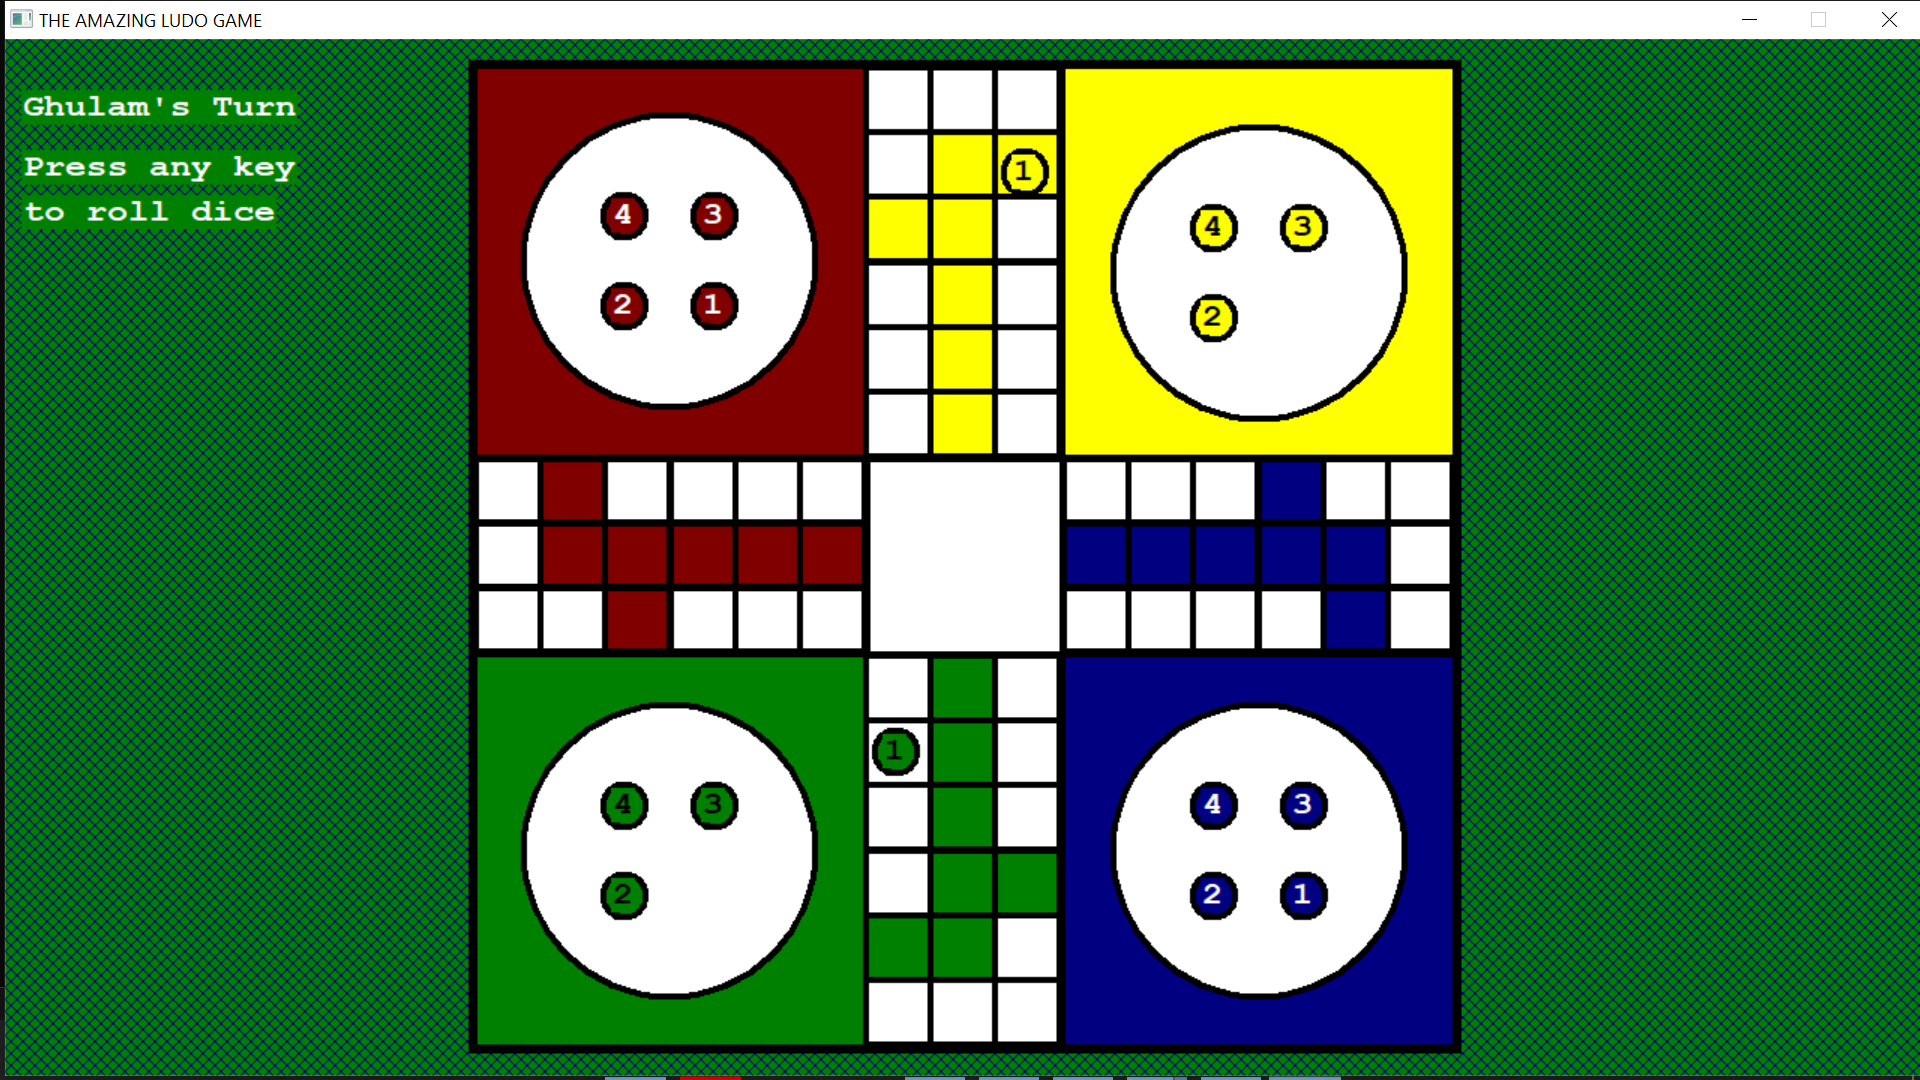 THE AMAZING LUDO GAME
Ghulam's Turn
Press any key
to roll dice
1
4 3
4 3
2 1
2
1
4 3
4 3
2
2 1